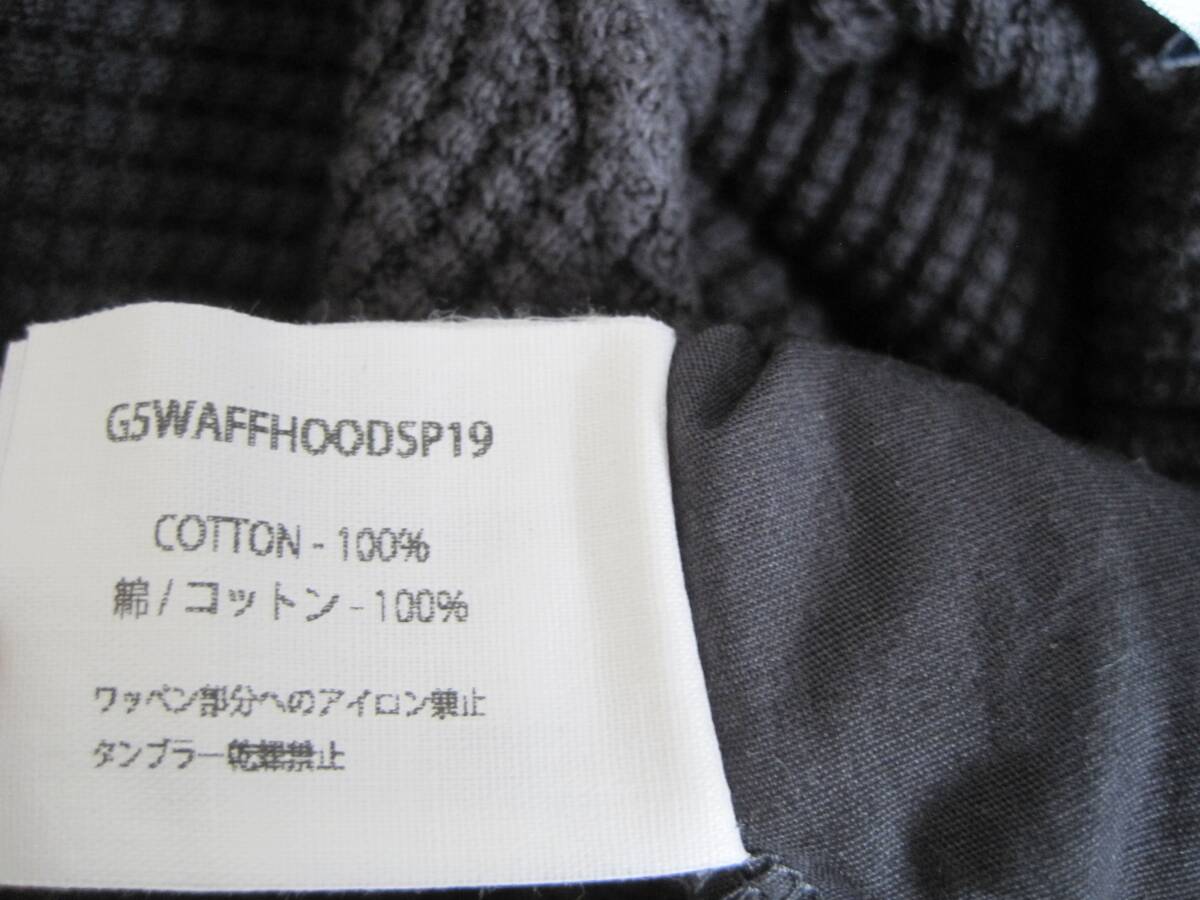 G5WAFFHOODSP19
COTTON - 100%
綿 / コットン - 100%
ワッペン部分へのアイロン禁止
タンブラー乾燥禁止